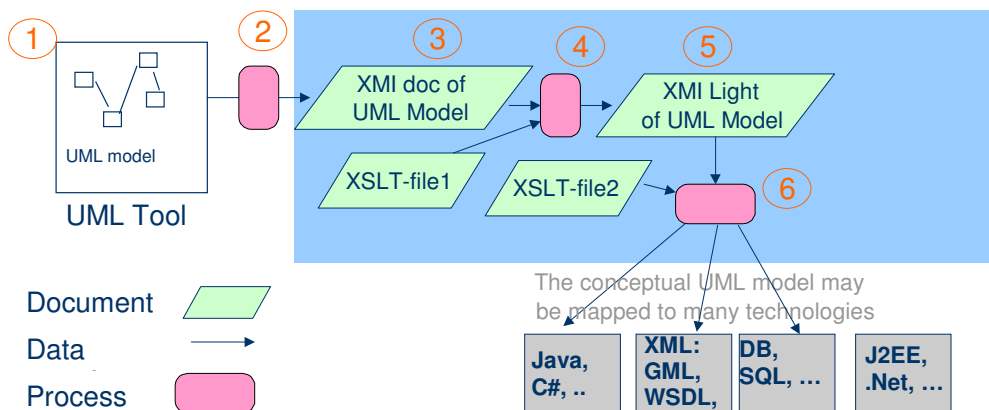 1
2
3
4
5
XMI doc of
UML Model
XMI Light
of UML Model
UML model
XSLT-file1
XSLT-file2
6
UML Tool
The conceptual UML model may
be mapped to many technologies
Document
Data
Process
Java,
C#, ..
XML:
GML,
WSDL,
DB,
SQL, …
J2EE,
.Net, …